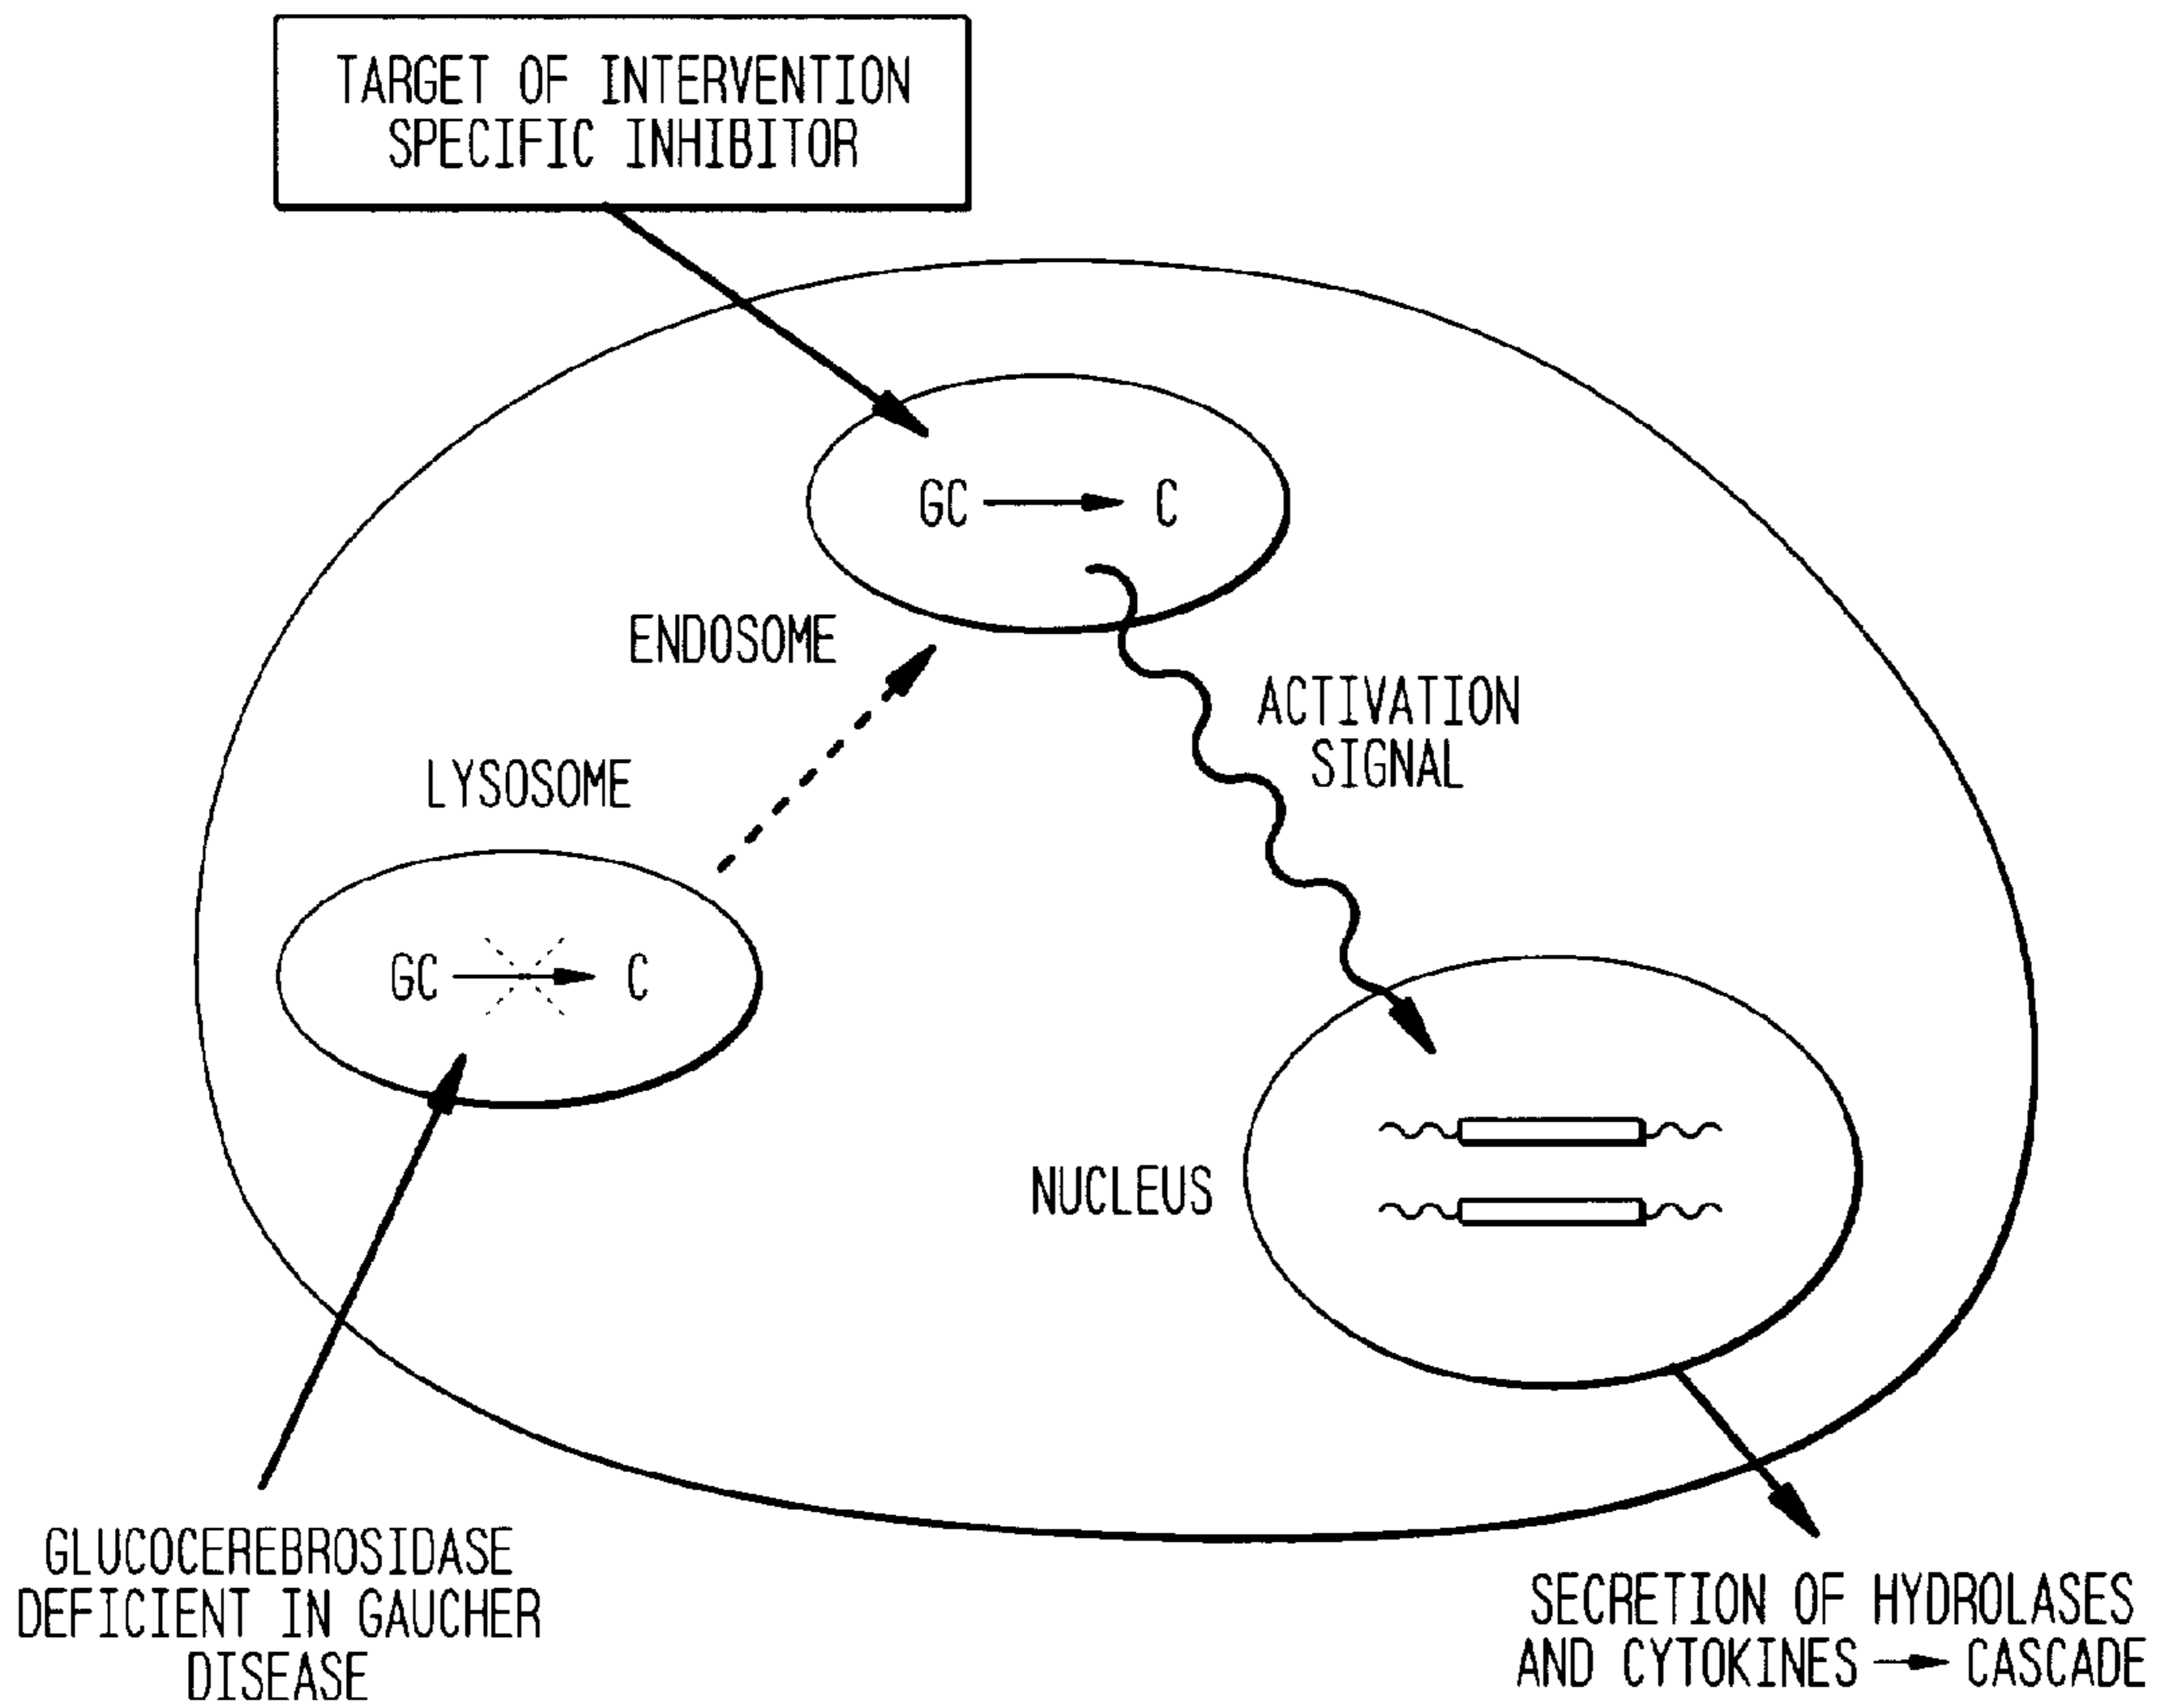 TARGET OF INTERVENTION
SPECIFIC INHIBITOR
GC → C
ENDOSOME
ACTIVATION
SIGNAL
LYSOSOME
GC → C
NUCLEUS
GLUCOCEREBROSIDASE
DEFICIENT IN GAUCHER
DISEASE
SECRETION OF HYDROLASES
AND CYTOKINES → CASCADE